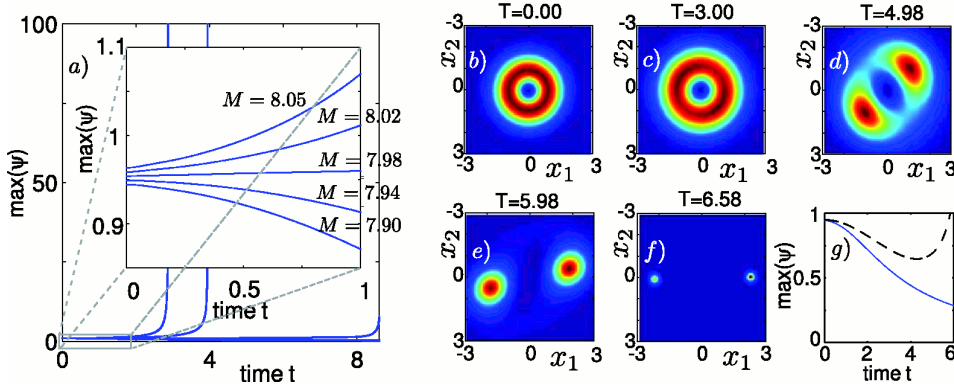 100
50
0
max(ψ)
0
4
8
time t
a)
1.1
1
0.9
max(ψ)
0
0.5
1
time t
M = 8.05
M = 8.02
M = 7.98
M = 7.94
M = 7.90
T=0.00
-3
0
3
x₂
b)
-3
0
3
x₁
T=3.00
-3
0
3
x₂
c)
-3
0
3
x₁
T=4.98
-3
0
3
x₂
d)
-3
0
3
x₁
T=5.98
-3
0
3
x₂
e)
-3
0
3
x₁
T=6.58
-3
0
3
x₂
f)
-3
0
3
x₁
1
0.5
0
max(ψ)
g)
0
2
4
6
time t